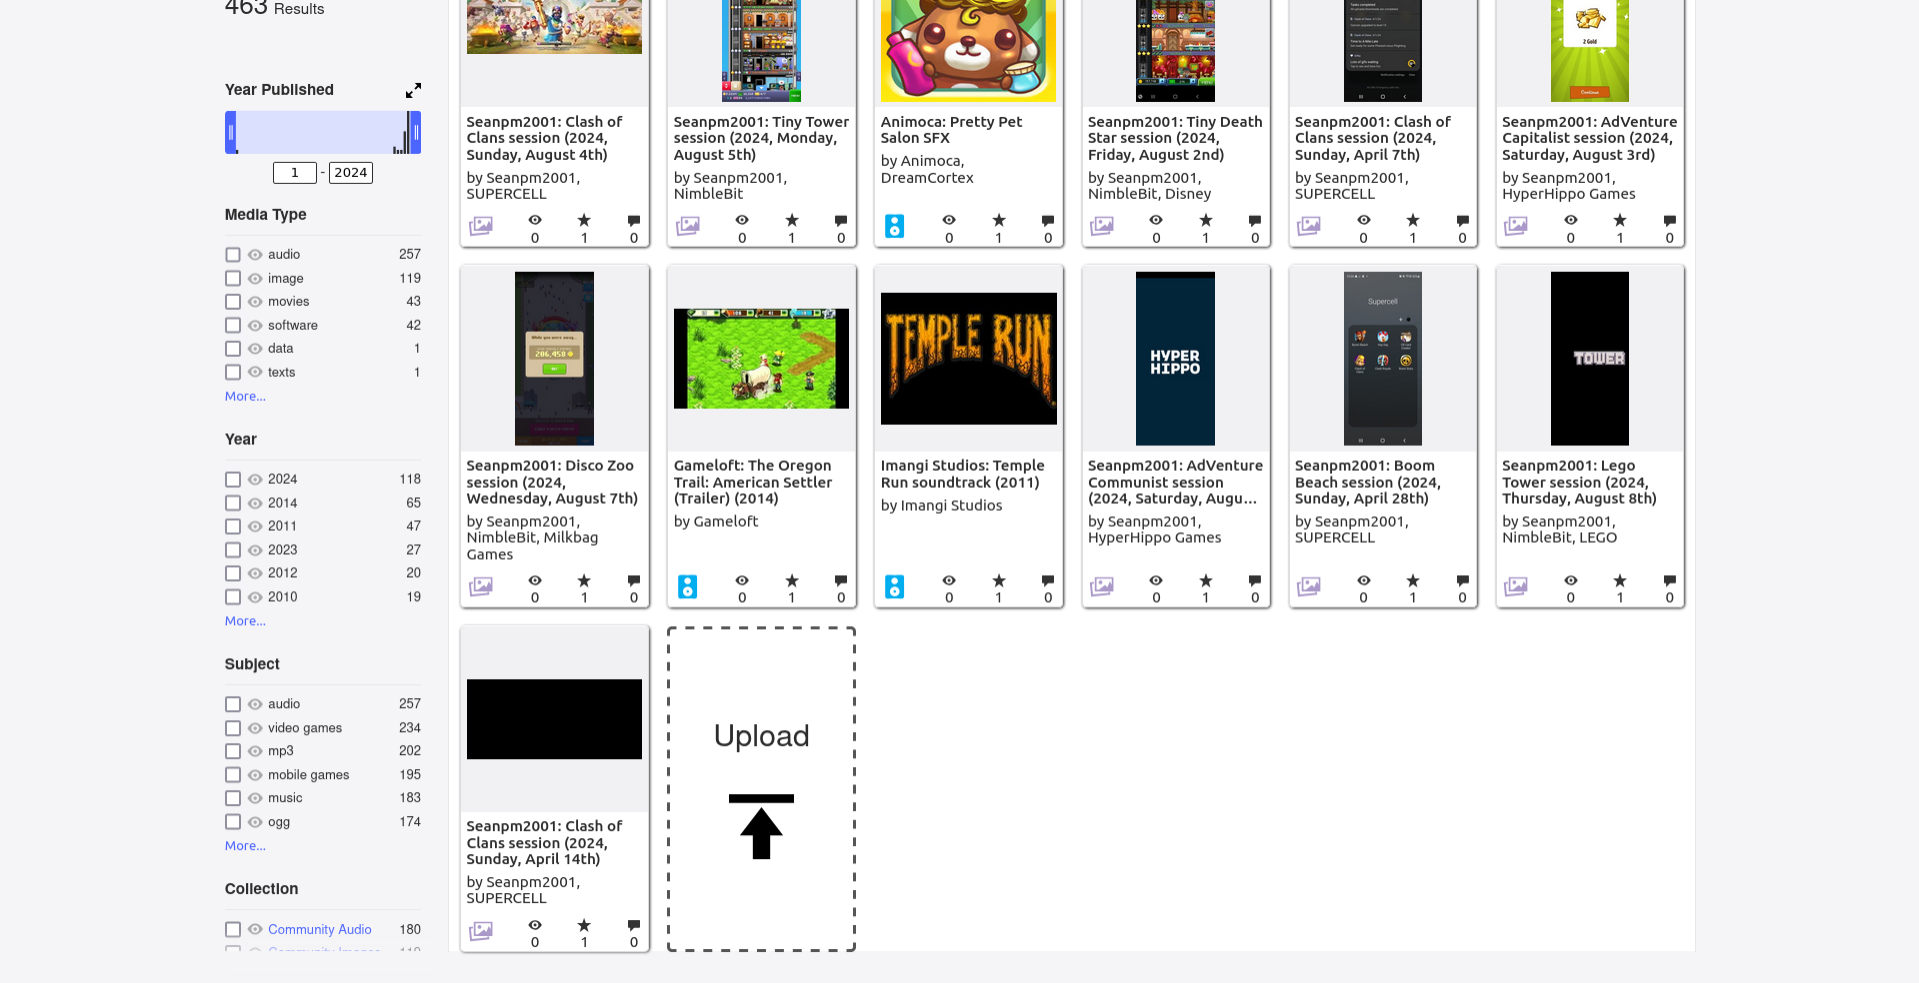 463 Results
Year Published
1 - 2024
Media Type
audio 257
image 119
movies 43
software 42
data 1
texts 1
More...
Year
2024 118
2014 65
2011 47
2023 27
2012 20
2010 19
More...
Subject
audio 257
video games 234
mp3 202
mobile games 195
music 183
ogg 174
More...
Collection
Community Audio 180
Seanpm2001: Clash of
Clans session (2024,
Sunday, August 4th)
by Seanpm2001,
SUPERCELL
0 1 0
Seanpm2001: Tiny Tower
session (2024, Monday,
August 5th)
by Seanpm2001,
NimbleBit
0 1 0
Animoca: Pretty Pet
Salon SFX
by Animoca,
DreamCortex
0 1 0
Seanpm2001: Tiny Death
Star session (2024,
Friday, August 2nd)
by Seanpm2001,
NimbleBit, Disney
0 1 0
Seanpm2001: Clash of
Clans session (2024,
Sunday, April 7th)
by Seanpm2001,
SUPERCELL
0 1 0
2 Gold
Continue
Seanpm2001: AdVenture
Capitalist session (2024,
Saturday, August 3rd)
by Seanpm2001,
HyperHippo Games
0 1 0
While you were away...
206,458
Seanpm2001: Disco Zoo
session (2024,
Wednesday, August 7th)
by Seanpm2001,
NimbleBit, Milkbag
Games
0 1 0
Gameloft: The Oregon
Trail: American Settler
(Trailer) (2014)
by Gameloft
0 1 0
TEMPLE RUN
Imangi Studios: Temple
Run soundtrack (2011)
by Imangi Studios
0 1 0
HYPER
HIPPO
Seanpm2001: AdVenture
Communist session
(2024, Saturday, Augu...
by Seanpm2001,
HyperHippo Games
0 1 0
Supercell
Seanpm2001: Boom
Beach session (2024,
Sunday, April 28th)
by Seanpm2001,
SUPERCELL
0 1 0
TOWER
Seanpm2001: Lego
Tower session (2024,
Thursday, August 8th)
by Seanpm2001,
NimbleBit, LEGO
0 1 0
Seanpm2001: Clash of
Clans session (2024,
Sunday, April 14th)
by Seanpm2001,
SUPERCELL
0 1 0
Upload